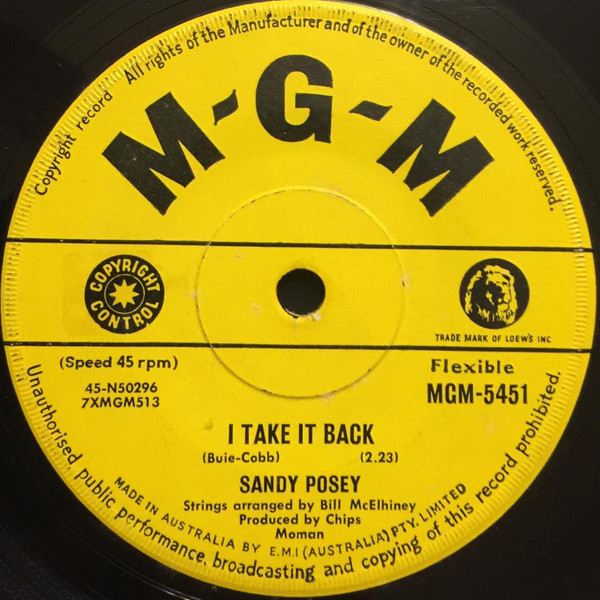 Copyright record All rights of the Manufacturer and of the owner of the recorded work reserved.
M-G-M
COPYRIGHT CONTROL
TRADE MARK OF LOEW'S INC
(Speed 45 rpm)
Flexible
45-N50296
MGM-5451
7XMGM513
I TAKE IT BACK
(Buie-Cobb) (2.23)
SANDY POSEY
Strings arranged by Bill McElhiney
Produced by Chips
Moman
MADE IN AUSTRALIA BY E.M.I (AUSTRALIA) PTY. LIMITED
Unauthorised public performance, broadcasting and copying of this record prohibited.